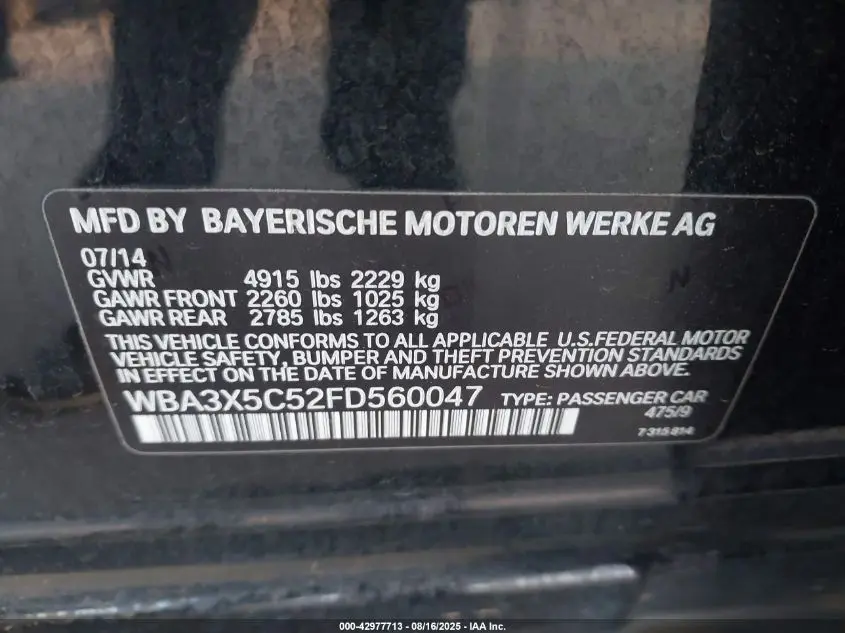 MFD BY BAYERISCHE MOTOREN WERKE AG
07/14
GVWR 4915 lbs 2229 kg
GAWR FRONT 2260 lbs 1025 kg
GAWR REAR 2785 lbs 1263 kg
THIS VEHICLE CONFORMS TO ALL APPLICABLE U.S.FEDERAL MOTOR
VEHICLE SAFETY, BUMPER AND THEFT PREVENTION STANDARDS
IN EFFECT ON THE DATE OF MANUFACTURE SHOWN ABOVE.
WBA3X5C52FD560047 TYPE: PASSENGER CAR
475/9
7 315 814
000-42977713 - 08/16/2025 - IAA Inc.